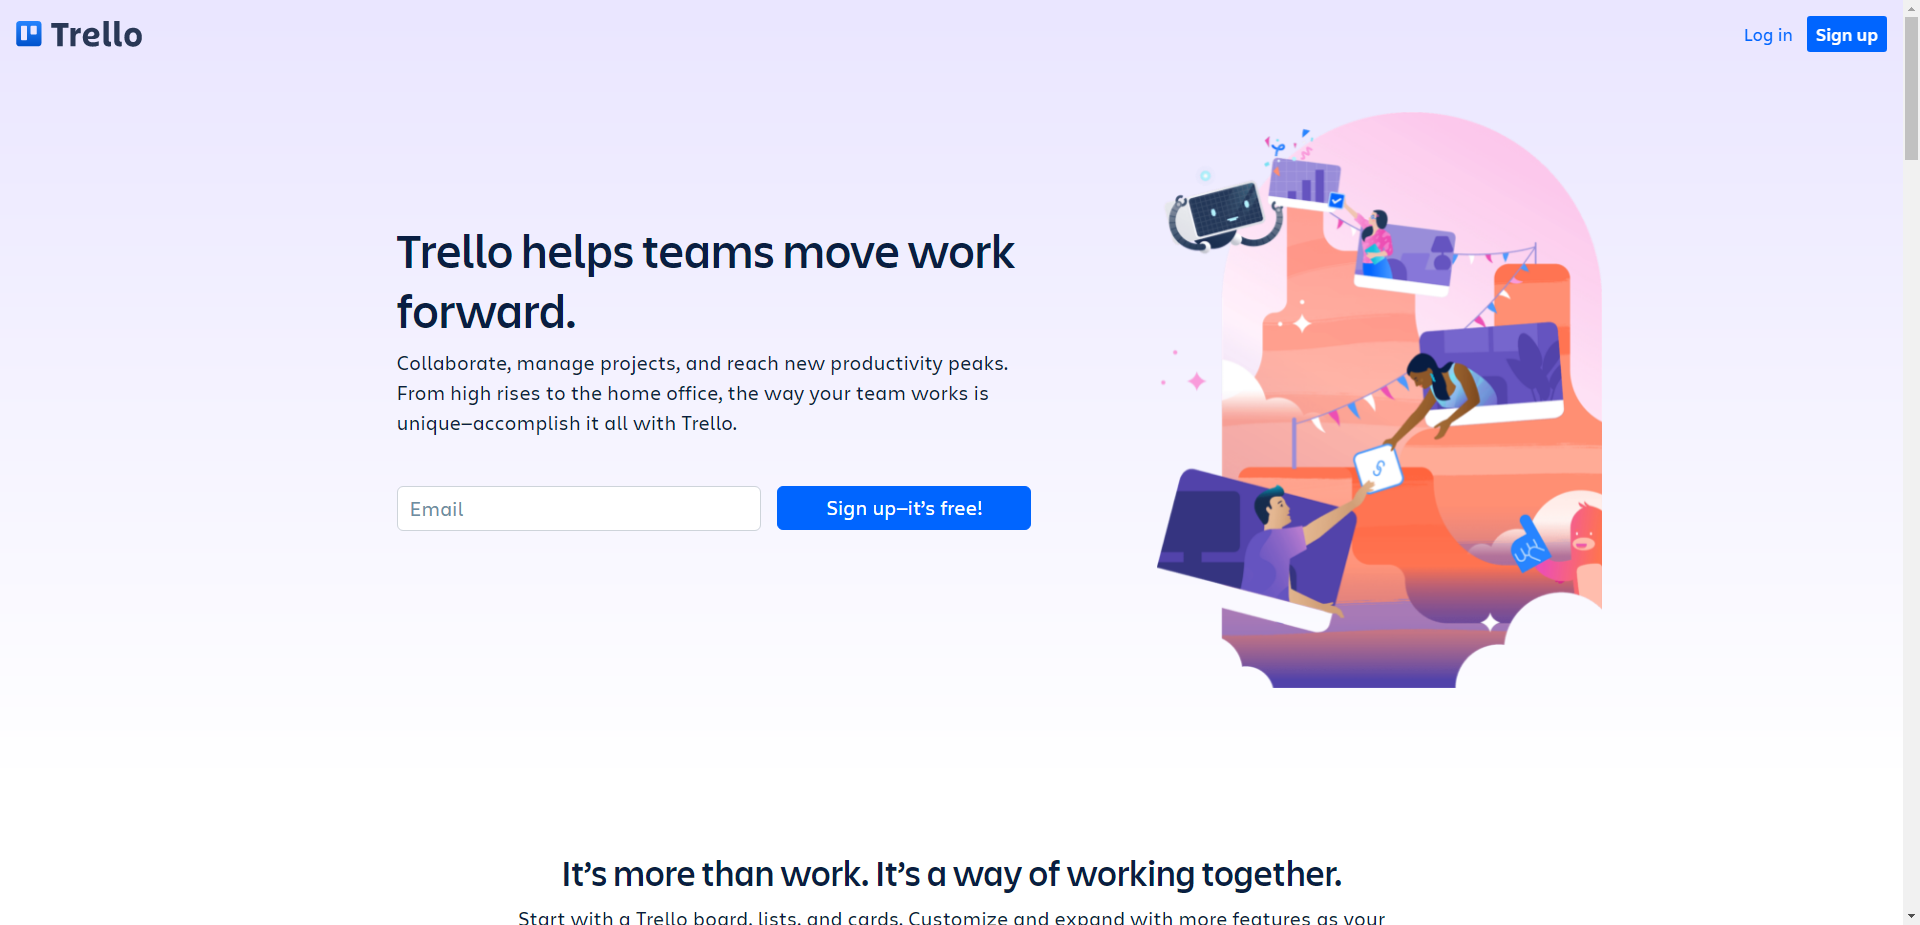 Trello
Log in
Sign up
Trello helps teams move work
forward.
Collaborate, manage projects, and reach new productivity peaks.
From high rises to the home office, the way your team works is
unique—accomplish it all with Trello.
Email
Sign up—it’s free!
S
It’s more than work. It’s a way of working together.
Start with a Trello board, lists, and cards. Customize and expand with more features as your